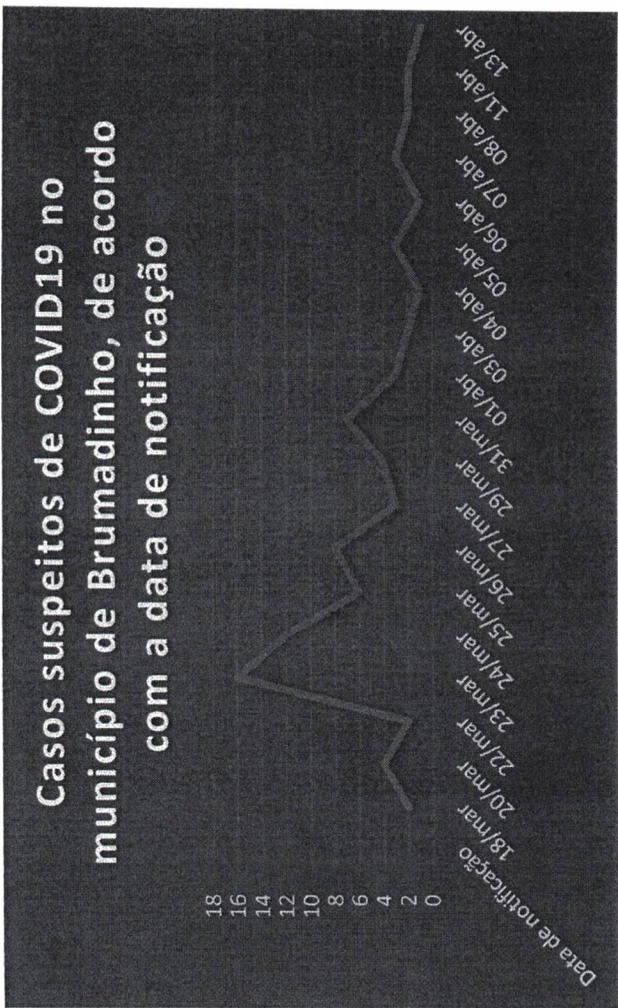 Casos suspeitos de COVID19 no
município de Brumadinho, de acordo
com a data de notificação
18
16
14
12
10
8
6
4
2
0
Data de notificação
18/mar
20/mar
22/mar
23/mar
24/mar
25/mar
26/mar
27/mar
29/mar
31/mar
01/abr
03/abr
04/abr
05/abr
06/abr
07/abr
08/abr
11/abr
13/abr